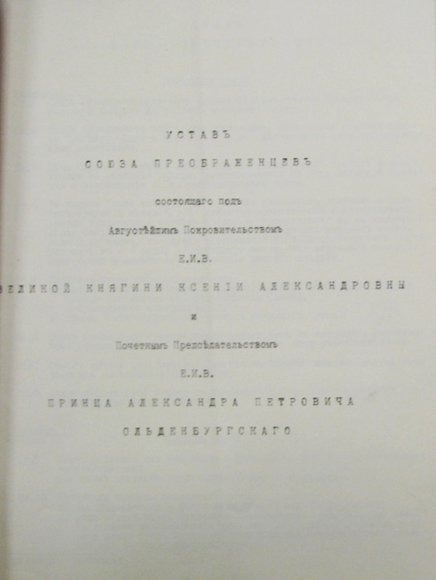 УСТАВЪ
СОЮЗА ПРЕОБРАЖЕНЦЕВЪ
состоящаго подъ
Августѣйшимъ Покровительствомъ
Е.И.В.
ВЕЛИКОЙ КНЯГИНИ КСЕНІИ АЛЕКСАНДРОВНЫ
и
Почетнымъ Предсѣдательствомъ
Е.И.В.
ПРИНЦА АЛЕКСАНДРА ПЕТРОВИЧА
ОЛЬДЕНБУРГСКАГО